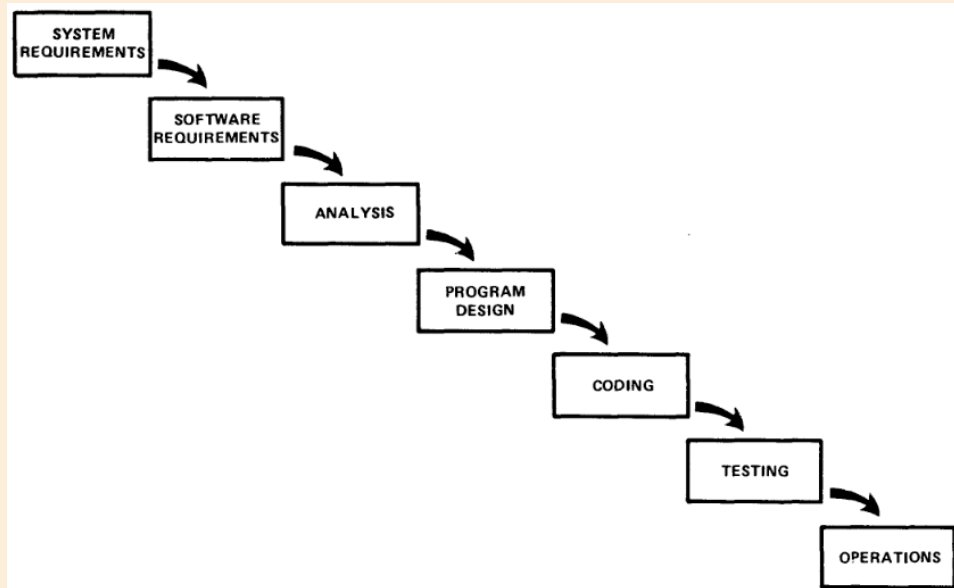 SYSTEM
REQUIREMENTS
SOFTWARE
REQUIREMENTS
ANALYSIS
PROGRAM
DESIGN
CODING
TESTING
OPERATIONS